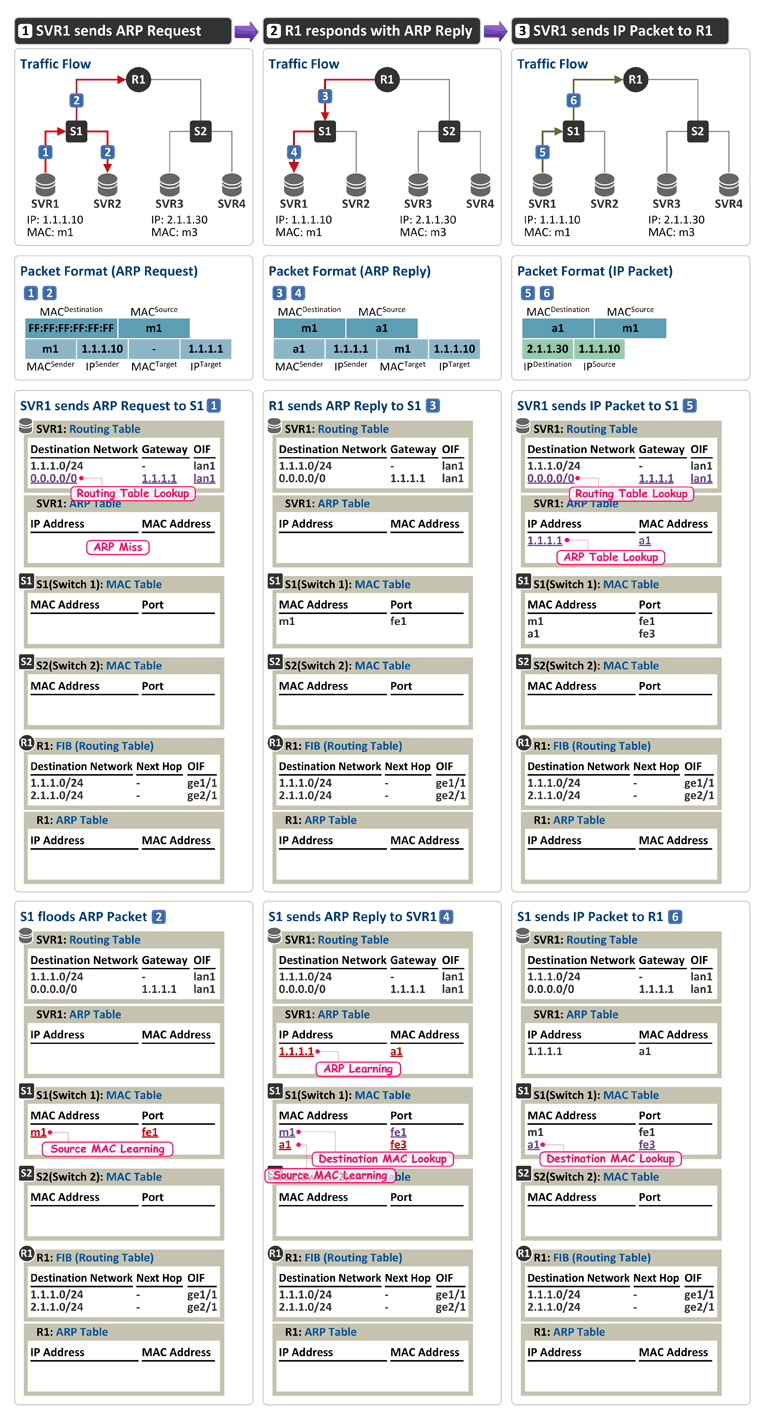 1 SVR1 sends ARP Request
2 R1 responds with ARP Reply
3 SVR1 sends IP Packet to R1
Traffic Flow
R1
2
S1
S2
1
2
SVR1
SVR2
SVR3
SVR4
IP: 1.1.1.10
MAC: m1
IP: 2.1.1.30
MAC: m3
Traffic Flow
R1
3
S1
S2
4
SVR1
SVR2
SVR3
SVR4
IP: 1.1.1.10
MAC: m1
IP: 2.1.1.30
MAC: m3
Traffic Flow
R1
6
S1
S2
5
SVR1
SVR2
SVR3
SVR4
IP: 1.1.1.10
MAC: m1
IP: 2.1.1.30
MAC: m3
Packet Format (ARP Request)
1 2
MACDestination MACSource
FF:FF:FF:FF:FF:FF m1
m1 1.1.1.10 - 1.1.1.1
MACSender IPSender MACTarget IPTarget
Packet Format (ARP Reply)
3 4
MACDestination MACSource
m1 a1
a1 1.1.1.1 m1 1.1.1.10
MACSender IPSender MACTarget IPTarget
Packet Format (IP Packet)
5 6
MACDestination MACSource
a1 m1
2.1.1.30 1.1.1.10
IPDestination IPSource
SVR1 sends ARP Request to S1 1
SVR1: Routing Table
Destination Network Gateway OIF
1.1.1.0/24 - lan1
0.0.0.0/0 1.1.1.1 lan1
Routing Table Lookup
SVR1: ARP Table
IP Address MAC Address
ARP Miss
S1 S1(Switch 1): MAC Table
MAC Address Port
S2 S2(Switch 2): MAC Table
MAC Address Port
R1 R1: FIB (Routing Table)
Destination Network Next Hop OIF
1.1.1.0/24 - ge1/1
2.1.1.0/24 - ge2/1
R1: ARP Table
IP Address MAC Address
R1 sends ARP Reply to S1 3
SVR1: Routing Table
Destination Network Gateway OIF
1.1.1.0/24 - lan1
0.0.0.0/0 1.1.1.1 lan1
SVR1: ARP Table
IP Address MAC Address
S1 S1(Switch 1): MAC Table
MAC Address Port
m1 fe1
S2 S2(Switch 2): MAC Table
MAC Address Port
R1 R1: FIB (Routing Table)
Destination Network Next Hop OIF
1.1.1.0/24 - ge1/1
2.1.1.0/24 - ge2/1
R1: ARP Table
IP Address MAC Address
SVR1 sends IP Packet to S1 5
SVR1: Routing Table
Destination Network Gateway OIF
1.1.1.0/24 - lan1
0.0.0.0/0 1.1.1.1 lan1
Routing Table Lookup
SVR1: ARP Table
IP Address MAC Address
1.1.1.1 a1
ARP Table Lookup
S1 S1(Switch 1): MAC Table
MAC Address Port
m1 fe1
a1 fe3
S2 S2(Switch 2): MAC Table
MAC Address Port
R1 R1: FIB (Routing Table)
Destination Network Next Hop OIF
1.1.1.0/24 - ge1/1
2.1.1.0/24 - ge2/1
R1: ARP Table
IP Address MAC Address
S1 floods ARP Packet 2
SVR1: Routing Table
Destination Network Gateway OIF
1.1.1.0/24 - lan1
0.0.0.0/0 1.1.1.1 lan1
SVR1: ARP Table
IP Address MAC Address
S1 S1(Switch 1): MAC Table
MAC Address Port
m1 fe1
Source MAC Learning
S2 S2(Switch 2): MAC Table
MAC Address Port
R1 R1: FIB (Routing Table)
Destination Network Next Hop OIF
1.1.1.0/24 - ge1/1
2.1.1.0/24 - ge2/1
R1: ARP Table
IP Address MAC Address
S1 sends ARP Reply to SVR1 4
SVR1: Routing Table
Destination Network Gateway OIF
1.1.1.0/24 - lan1
0.0.0.0/0 1.1.1.1 lan1
SVR1: ARP Table
IP Address MAC Address
1.1.1.1 a1
ARP Learning
S1 S1(Switch 1): MAC Table
MAC Address Port
m1 fe1
a1 fe3
Destination MAC Lookup
Source MAC Learning
MAC Address Port
R1 R1: FIB (Routing Table)
Destination Network Next Hop OIF
1.1.1.0/24 - ge1/1
2.1.1.0/24 - ge2/1
R1: ARP Table
IP Address MAC Address
S1 sends IP Packet to R1 6
SVR1: Routing Table
Destination Network Gateway OIF
1.1.1.0/24 - lan1
0.0.0.0/0 1.1.1.1 lan1
SVR1: ARP Table
IP Address MAC Address
1.1.1.1 a1
S1 S1(Switch 1): MAC Table
MAC Address Port
m1 fe1
a1 fe3
Destination MAC Lookup
S2 S2(Switch 2): MAC Table
MAC Address Port
R1 R1: FIB (Routing Table)
Destination Network Next Hop OIF
1.1.1.0/24 - ge1/1
2.1.1.0/24 - ge2/1
R1: ARP Table
IP Address MAC Address